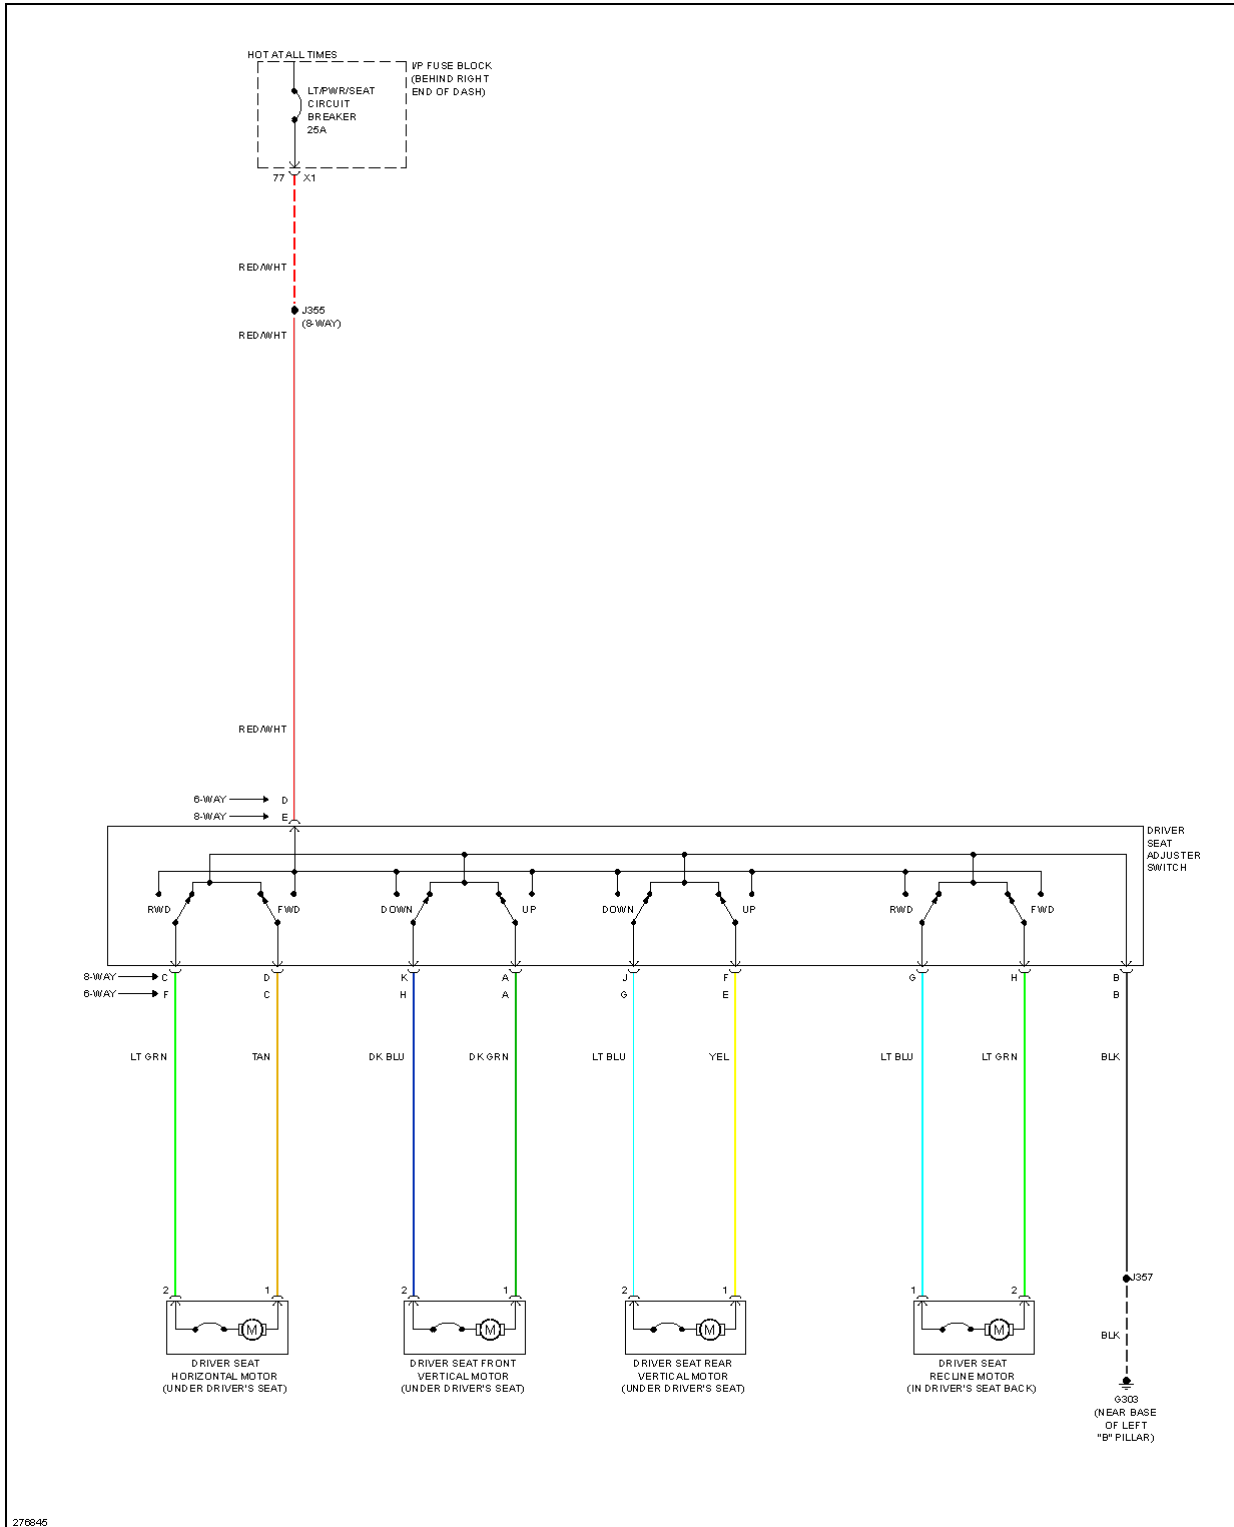 HOT AT ALL TIMES
I/P FUSE BLOCK
(BEHIND RIGHT
END OF DASH)
LT/PWR/SEAT
CIRCUIT
BREAKER
25A
77 X1
RED/WHT
J355
(8-WAY)
RED/WHT
RED/WHT
6-WAY D
8-WAY E
DRIVER
SEAT
ADJUSTER
SWITCH
RWD FWD DOWN UP DOWN UP RWD FWD
8-WAY C D K A J F G H B
6-WAY F C H A G E B
LT GRN TAN DK BLU DK GRN LT BLU YEL LT BLU LT GRN BLK
J357
2 1 2 1 2 1 1 2
M M M M
BLK
DRIVER SEAT
HORIZONTAL MOTOR
(UNDER DRIVER'S SEAT)
DRIVER SEAT FRONT
VERTICAL MOTOR
(UNDER DRIVER'S SEAT)
DRIVER SEAT REAR
VERTICAL MOTOR
(UNDER DRIVER'S SEAT)
DRIVER SEAT
RECLINE MOTOR
(IN DRIVER'S SEAT BACK)
G303
(NEAR BASE
OF LEFT
"B" PILLAR)
276845